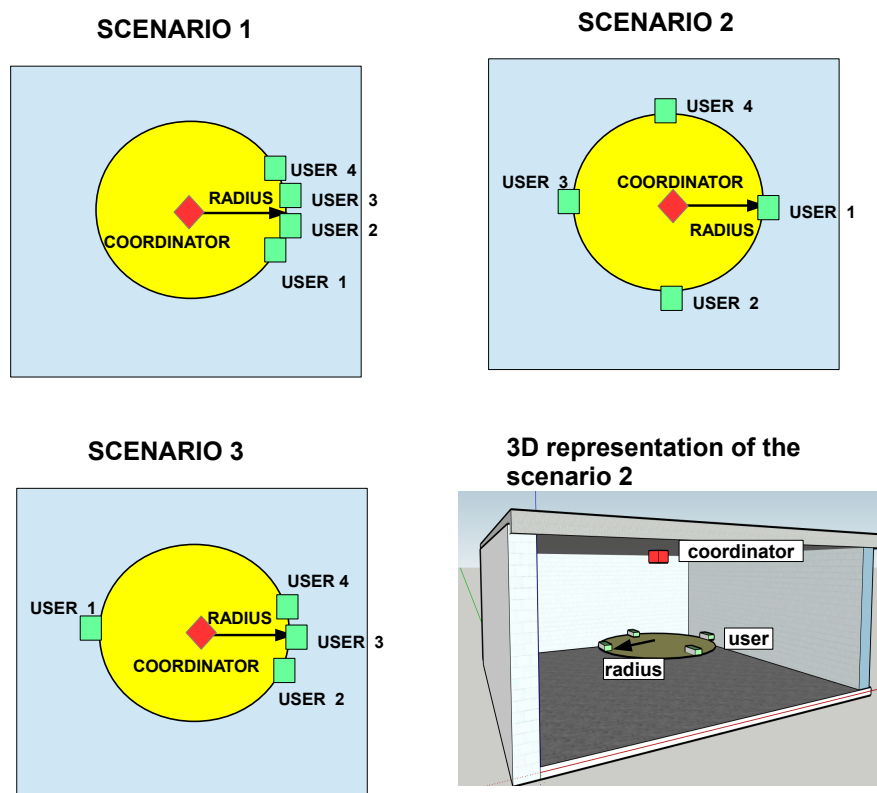 SCENARIO 1
USER 4
RADIUS
USER 3
COORDINATOR
USER 2
USER 1
SCENARIO 2
USER 4
USER 3
COORDINATOR
USER 1
RADIUS
USER 2
SCENARIO 3
USER 4
USER 1
RADIUS
USER 3
COORDINATOR
USER 2
3D representation of the
scenario 2
coordinator
user
radius